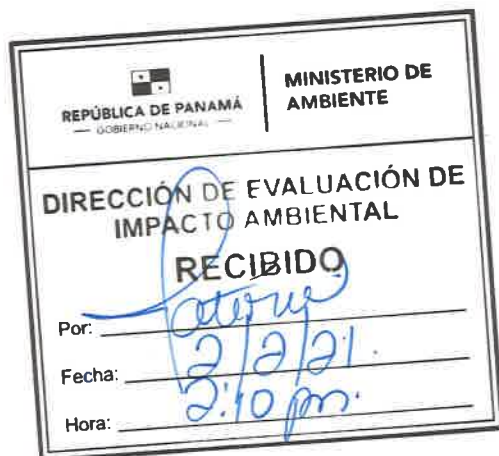 REPÚBLICA DE PANAMÁ
— GOBIERNO NACIONAL —
MINISTERIO DE
AMBIENTE
DIRECCIÓN DE EVALUACIÓN DE
IMPACTO AMBIENTAL
RECIBIDO
Por:
Fecha: 2/2/21.
Hora: 2:10 pm.